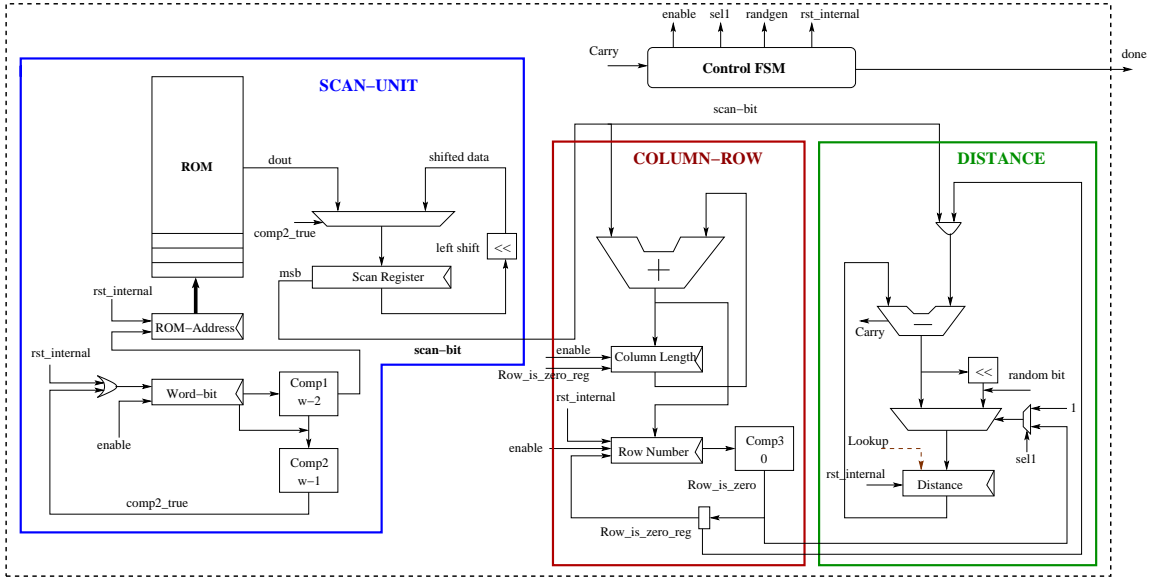 enable
sel1
randgen
rst_internal
Carry
Control FSM
done
SCAN−UNIT
scan−bit
ROM
dout
shifted data
COLUMN−ROW
DISTANCE
comp2_true
left shift
<<
msb
Scan Register
+
rst_internal
ROM−Address
−
Carry
scan−bit
enable
Column Length
Row_is_zero_reg
rst_internal
<<
random bit
rst_internal
Word−bit
Comp1
w−2
enable
1
Lookup
sel1
enable
Row Number
Comp3
0
Comp2
w−1
Row_is_zero
rst_internal
Distance
comp2_true
Row_is_zero_reg